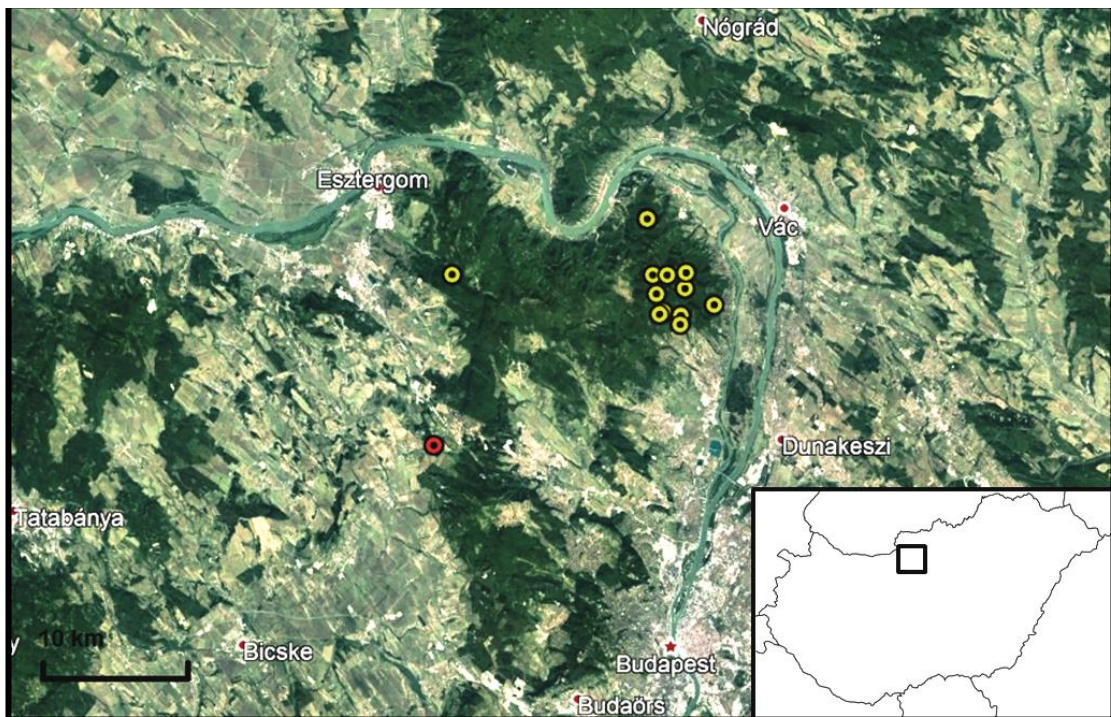 Nógrád
Esztergom
Vác
Dunakeszi
Tatabánya
10 km
y
Bicske
Budapest
Budaörs